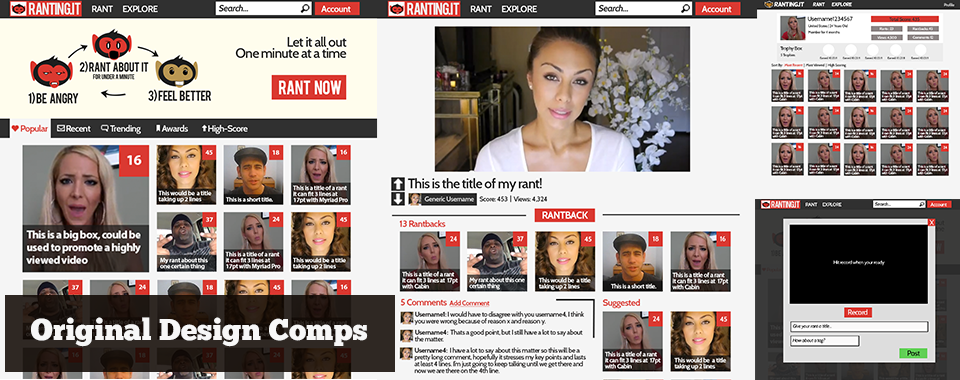 RANTING.IT
RANT
EXPLORE
Search...
Account
2)RANT ABOUT IT
FOR UNDER A MINUTE
1)BE ANGRY
3)FEEL BETTER
Let it all out
One minute at a time
RANT NOW
Popular
Recent
Trending
Awards
High-Score
16
This is a big box, could be
used to promote a highly
viewed video
45
This would be a title
taking up 2 lines
18
This is a short title.
16
This is a title of a rant
it can fit 3 lines at
17pt with Myriad Pro
37
My rant about this
one certain thing
24
This is a title of a rant
it can fit 3 lines at
17pt with Myriad Pro
45
This would be a title
taking up 2 lines
Original Design Comps
RANTING.IT
RANT
EXPLORE
Search...
Account
This is the title of my rant!
Generic Username
Score: 453 | Views: 4,324
RANTBACK
13 Rantbacks
24
This is a title of a rant
it can fit 3 lines at
17pt with Cabin
37
My rant about this
one certain thing
45
This would be a title
taking up 2 lines
18
This is a short title.
16
This is a title of a rant
it can fit 3 lines at
17pt with Cabin
5 Comments
Add Comment
Username1: I would have to disagree with you username4. I think
you were wrong because of reason x and reason y.
Username4: Thats a good point, but I still have a lot to say about
the matter.
Username4: I have a lot to say about this matter so this will be a
pretty long comment, hopefully it stresses my key points and lasts
at least 4 lines. I'm just going to keep talking until we get there and
now we are there on the 4th line.
Suggested
24
This is a title of a rant
it can fit 3 lines at
17pt with Cabin
45
This would be a title
taking up 2 lines
RANTING.IT
RANT
EXPLORE
Profile
Username1234567
United States | 24 Years Old
Member for 4 months
Trophy Box
RANTING.IT
RANT
EXPLORE
Search...
Account
X
Hit record when your ready
Record
Give your rant a title...
How about a tag?
Post